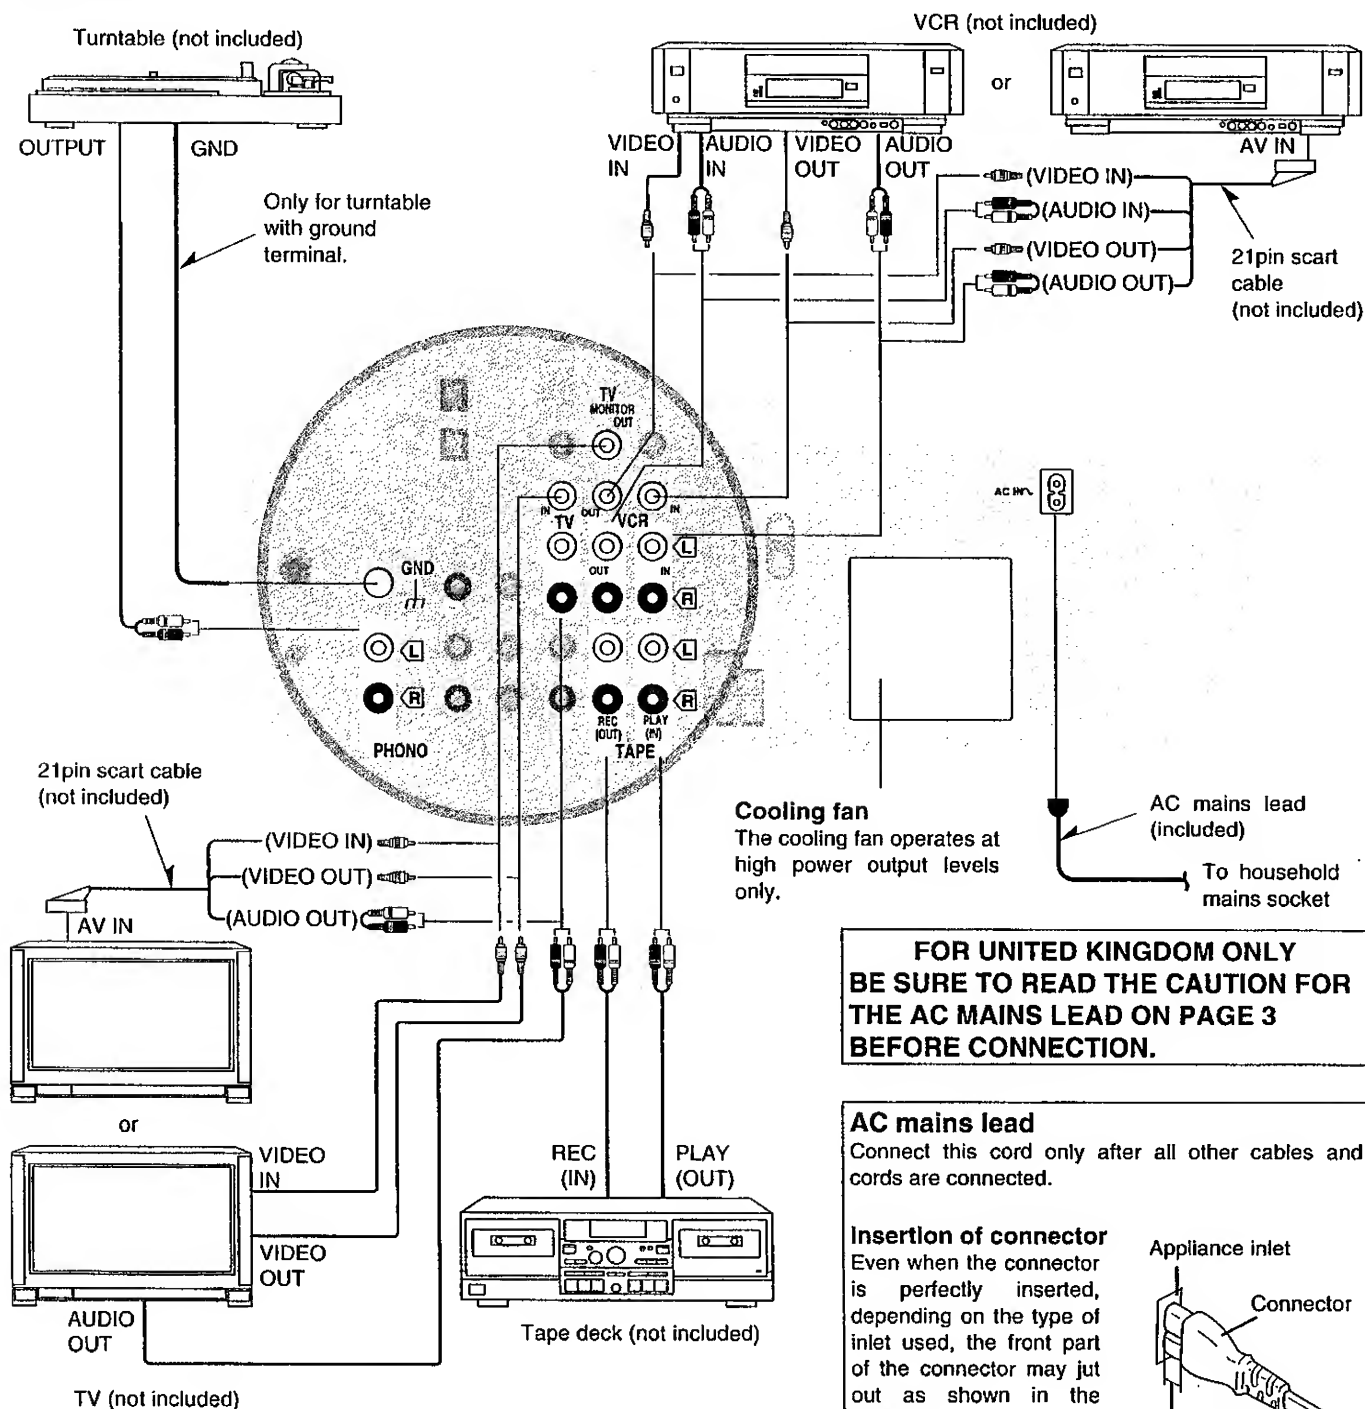 VCR (not included)
Turntable (not included)
or
OUTPUT
GND
VIDEO IN
AUDIO IN
VIDEO OUT
AUDIO OUT
AV IN
(VIDEO IN)
(AUDIO IN)
(VIDEO OUT)
(AUDIO OUT)
Only for turntable
with ground
terminal.
21pin scart
cable
(not included)
TV
MONITOR
OUT
IN
OUT
IN
TV
VCR
L
OUT
IN
R
GND
L
L
R
R
REC
(OUT)
PLAY
(IN)
PHONO
TAPE
AC IN
21pin scart cable
(not included)
(VIDEO IN)
(VIDEO OUT)
(AUDIO OUT)
AV IN
Cooling fan
The cooling fan operates at
high power output levels
only.
AC mains lead
(included)
To household
mains socket
FOR UNITED KINGDOM ONLY
BE SURE TO READ THE CAUTION FOR
THE AC MAINS LEAD ON PAGE 3
BEFORE CONNECTION.
or
VIDEO
IN
VIDEO
OUT
AUDIO
OUT
TV (not included)
REC
(IN)
PLAY
(OUT)
Tape deck (not included)
AC mains lead
Connect this cord only after all other cables and
cords are connected.
Insertion of connector
Even when the connector
is perfectly inserted,
depending on the type of
inlet used, the front part
of the connector may jut
out as shown in the
Appliance inlet
Connector